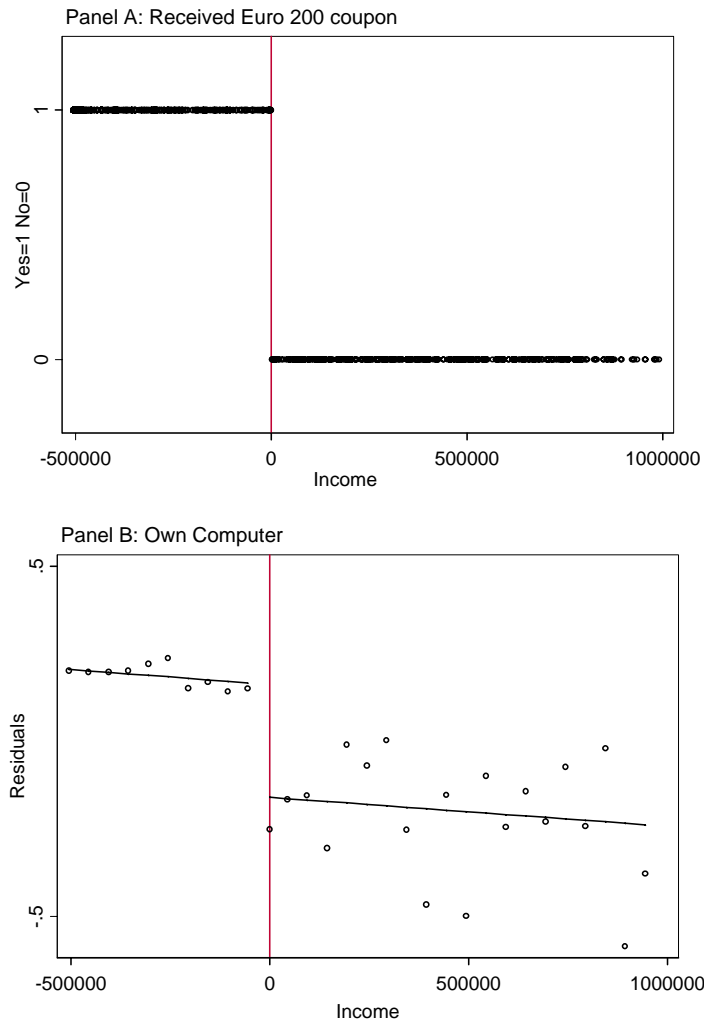 Panel A: Received Euro 200 coupon
Yes=1 No=0
1
0
-500000 0 500000 1000000
Income
Panel B: Own Computer
Residuals
.5
-.5
-500000 0 500000 1000000
Income